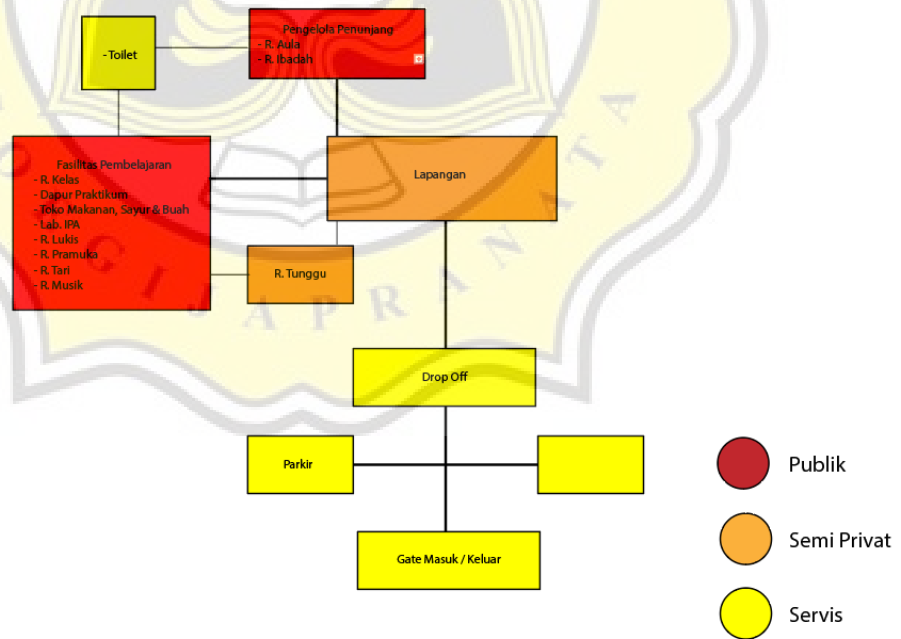 - Toilet
Pengelola Penunjang
- R. Aula
- R. Ibadah
Fasilitas Pembelajaran
- R. Kelas
- Dapur Praktikum
- Toko Makanan, Sayur & Buah
- Lab. IPA
- R. Lukis
- R. Pramuka
- R. Tari
- R. Musik
Lapangan
R. Tunggu
Drop Off
Parkir
Gate Masuk / Keluar
Publik
Semi Privat
Servis
GIJAPRANATA